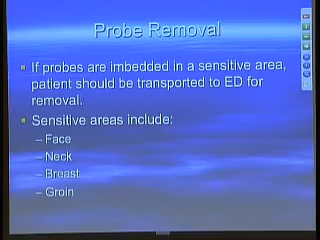 Probe Removal
If probes are imbedded in a sensitive area,
patient should be transported to ED for
removal.
Sensitive areas include:
– Face
– Neck
– Breast
– Groin